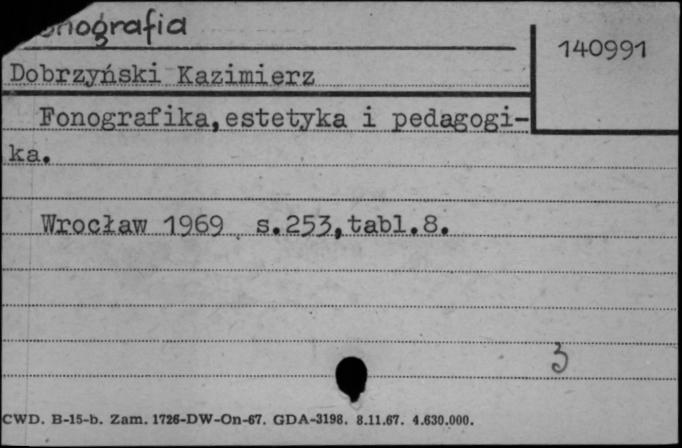 140991
Dobrzyński Kazimierz
Fonografika,estetyka i pedagogi-
ka.
Wrocław 1969 s.253,tabl.8.
3
CWD. B-15-b. Zam. 1726-DW-On-67. GDA-3198. 8.11.67. 4.630.000.